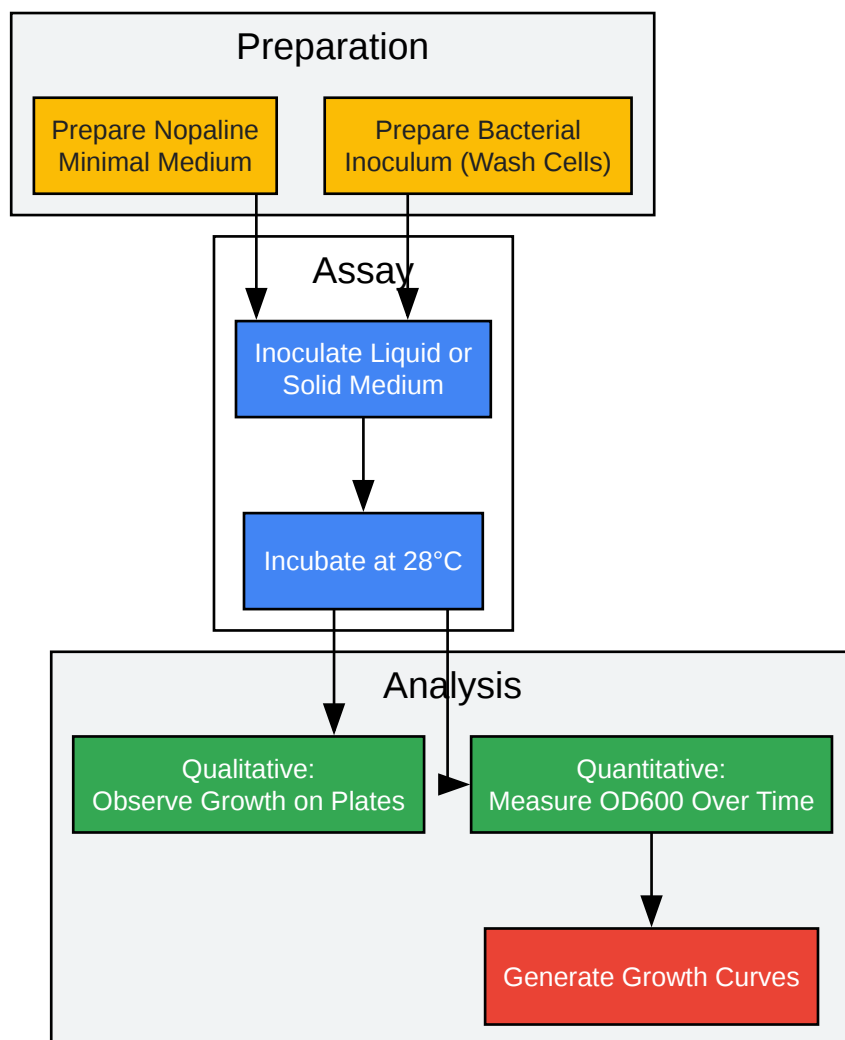 Preparation
Prepare Nopaline
Minimal Medium
Prepare Bacterial
Inoculum (Wash Cells)
Assay
Inoculate Liquid or
Solid Medium
Incubate at 28°C
Analysis
Qualitative:
Observe Growth on Plates
Quantitative:
Measure OD600 Over Time
Generate Growth Curves